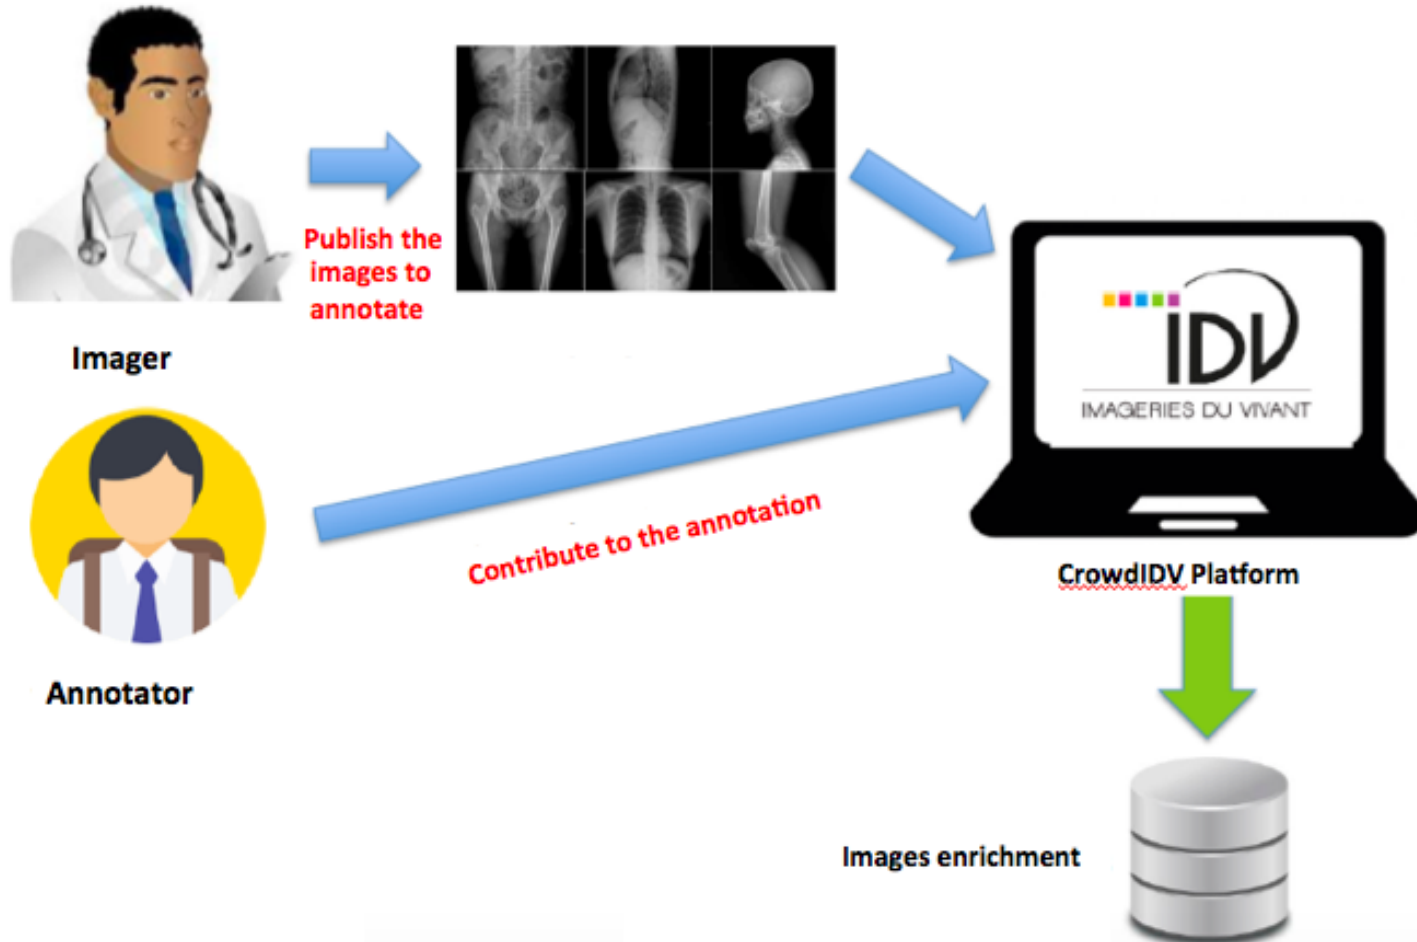 Publish the
images to
annotate
Imager
IDV
IMAGERIES DU VIVANT
Contribute to the annotation
CrowdIDV Platform
Annotator
Images enrichment